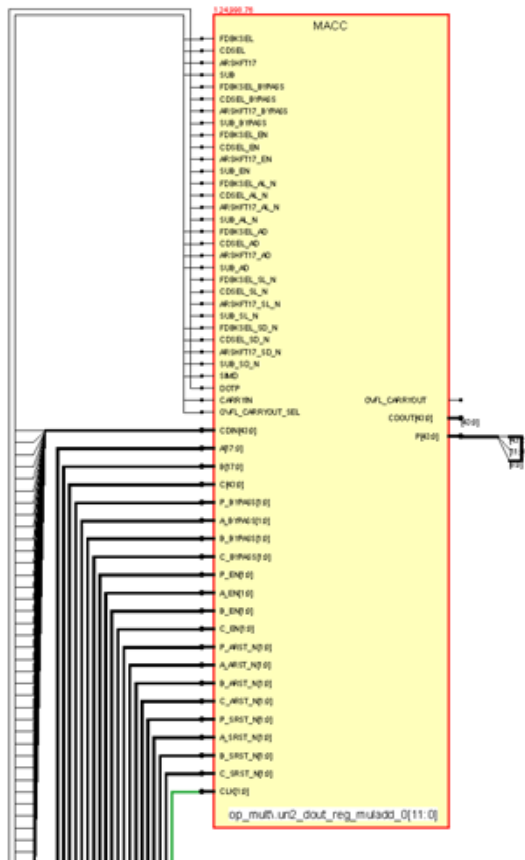 MACC
FDBKSEL
CDSEL
ARSHFT17
SUB
FDBKSEL_BYPASS
CDSEL_BYPASS
ARSHFT17_BYPASS
SUB_BYPASS
FDBKSEL_EN
CDSEL_EN
ARSHFT17_EN
SUB_EN
FDBKSEL_AL_N
CDSEL_AL_N
ARSHFT17_AL_N
SUB_AL_N
FDBKSEL_AD
CDSEL_AD
ARSHFT17_AD
SUB_AD
FDBKSEL_SL_N
CDSEL_SL_N
ARSHFT17_SL_N
SUB_SL_N
FDBKSEL_SD_N
CDSEL_SD_N
ARSHFT17_SD_N
SUB_SD_N
SIMD
DOTP
CARRYIN OVFL_CARRYOUT
OVFL_CARRYOUT_SEL CDOUT[43:0]
[43:0]
CDIN[43:0] P[43:0]
A[17:0]
B[17:0]
C[43:0]
P_BYPASS[1:0]
A_BYPASS[1:0]
B_BYPASS[1:0]
C_BYPASS[1:0]
P_EN[1:0]
A_EN[1:0]
B_EN[1:0]
C_EN[1:0]
P_ARST_N[1:0]
A_ARST_N[1:0]
B_ARST_N[1:0]
C_ARST_N[1:0]
P_SRST_N[1:0]
A_SRST_N[1:0]
B_SRST_N[1:0]
C_SRST_N[1:0]
CLK[1:0]
op_mult\.un2_dout_reg_muladd_0[11:0]